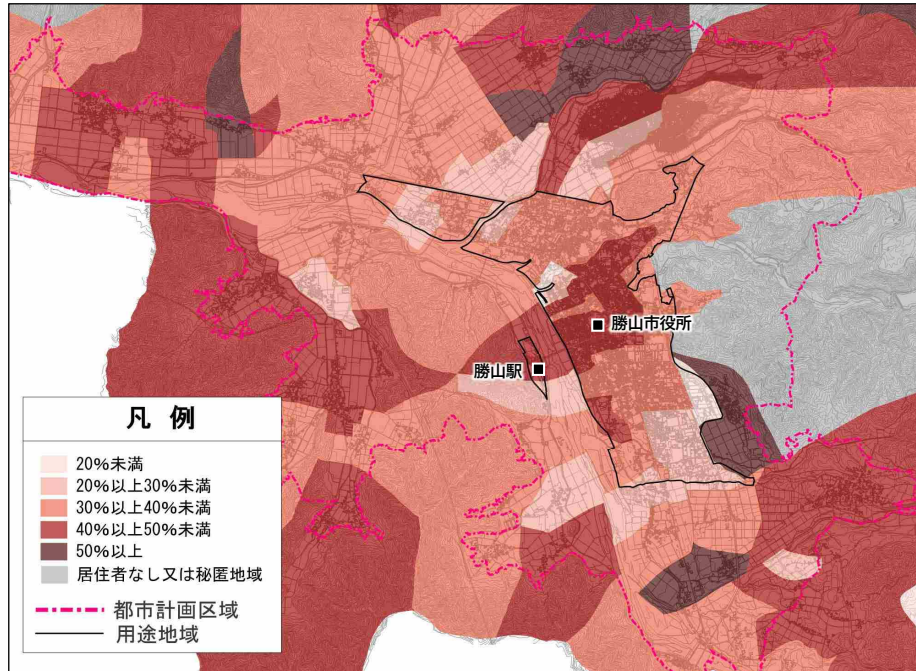 勝山市役所
勝山駅
凡 例
20%未満
20%以上30%未満
30%以上40%未満
40%以上50%未満
50%以上
居住者なし又は秘匿地域
都市計画区域
用途地域